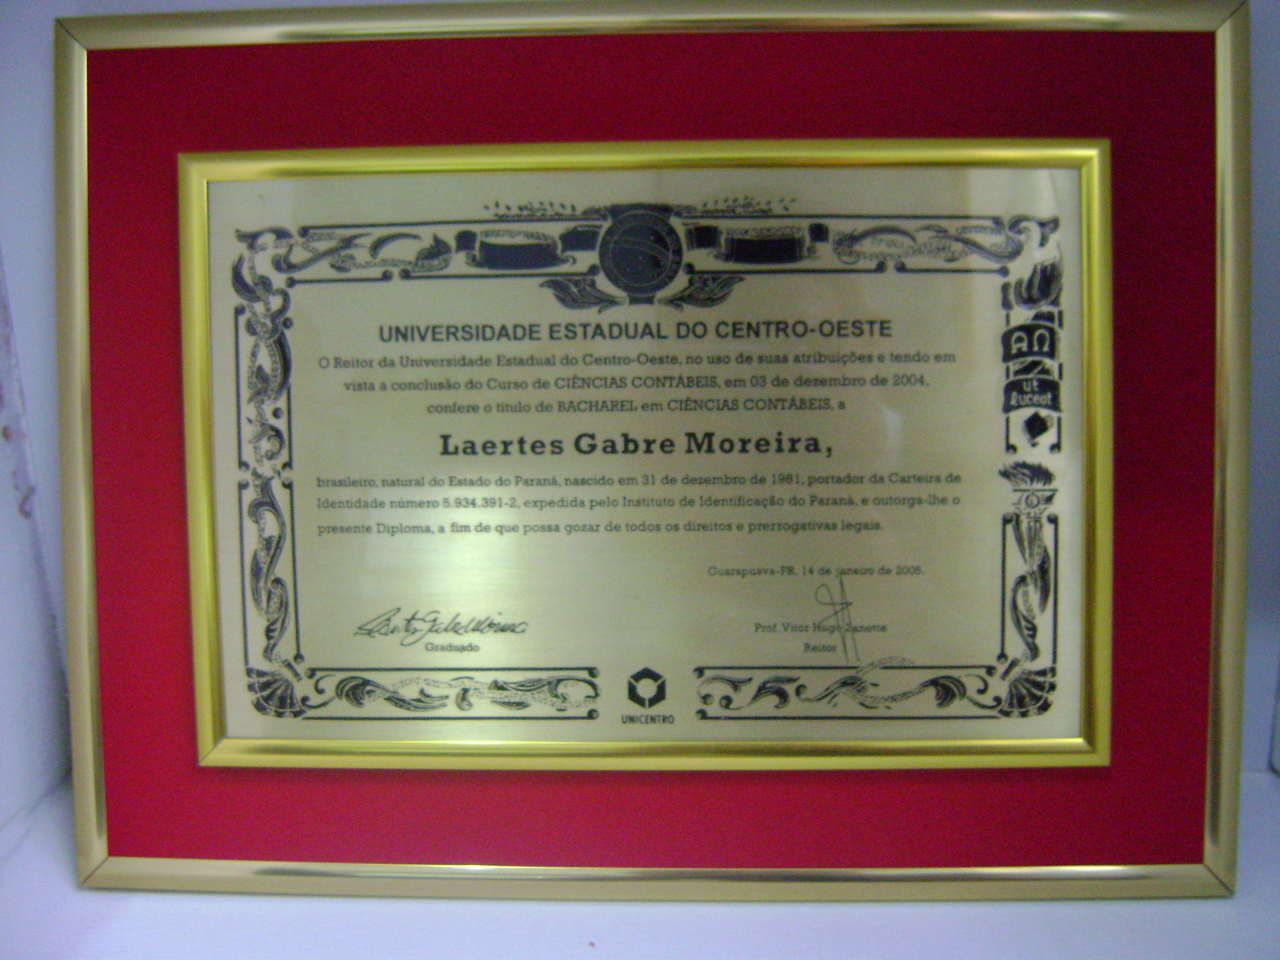 UNIVERSIDADE ESTADUAL DO CENTRO-OESTE
O Reitor da Universidade Estadual do Centro-Oeste, no uso de suas atribuições e tendo em
vista a conclusão do Curso de CIÊNCIAS CONTÁBEIS, em 03 de dezembro de 2004,
confere o título de BACHAREL em CIÊNCIAS CONTÁBEIS, a
Laertes Gabre Moreira,
brasileiro, natural do Estado do Paraná, nascido em 31 de dezembro de 1981, portador da Carteira de
Identidade número 5.934.391-2, expedida pelo Instituto de Identificação do Paraná, e outorga-lhe o
presente Diploma, a fim de que possa gozar de todos os direitos e prerrogativas legais.
Guarapuava-PR, 14 de janeiro de 2005.
Graduado
Prof. Vitor Hugo Zanette
Reitor
UNICENTRO
AΩ
ut
luceat